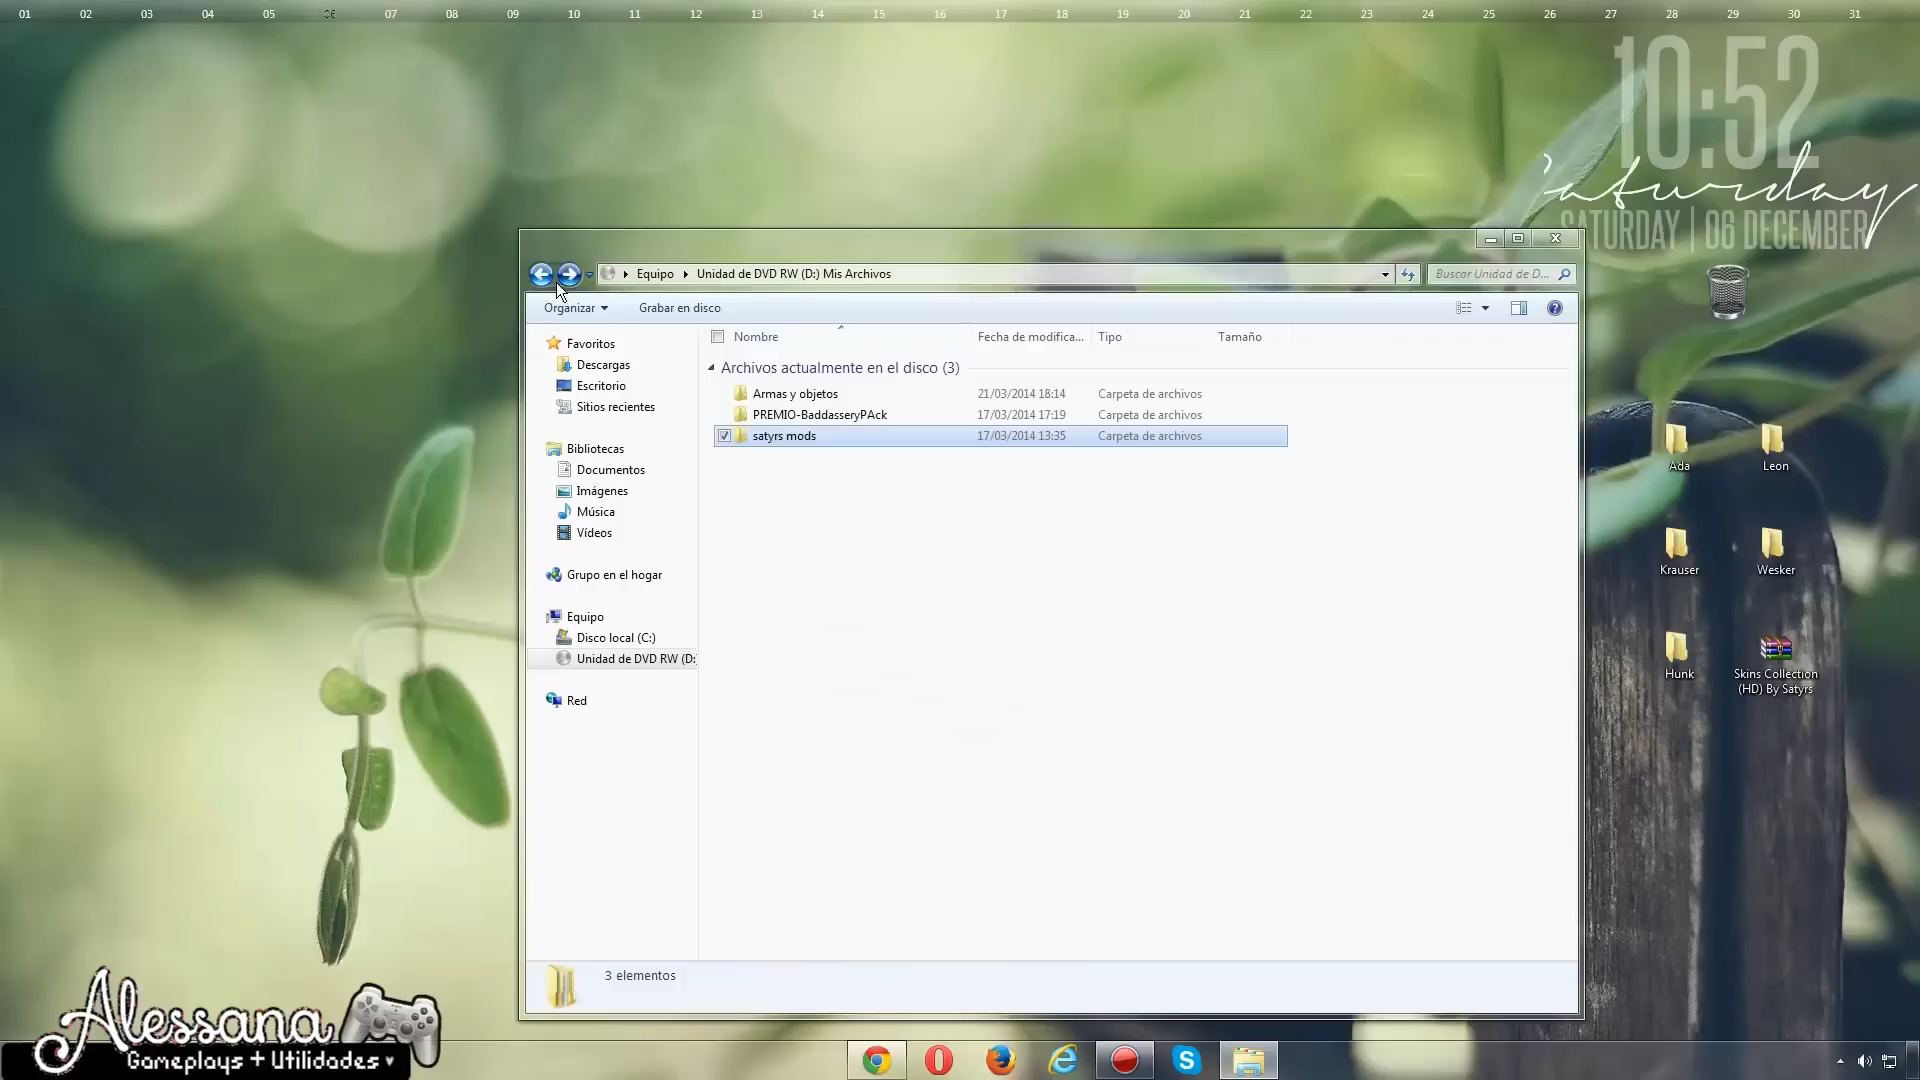 01 02 03 04 05 06 07 08 09 10 11 12 13 14 15 16 17 18 19 20 21 22 23 24 25 26 27 28 29 30 31
10:52
Saturday
SATURDAY | 06 DECEMBER
Equipo Unidad de DVD RW (D:) Mis Archivos
Buscar Unidad de D...
Organizar Grabar en disco
Favoritos
Descargas
Escritorio
Sitios recientes
Bibliotecas
Documentos
Imágenes
Música
Vídeos
Grupo en el hogar
Equipo
Disco local (C:)
Unidad de DVD RW (D:
Red
Nombre Fecha de modifica... Tipo Tamaño
Archivos actualmente en el disco (3)
Armas y objetos 21/03/2014 18:14 Carpeta de archivos
PREMIO-BaddasseryPAck 17/03/2014 17:19 Carpeta de archivos
satyrs mods 17/03/2014 13:35 Carpeta de archivos
3 elementos
Ada Leon
Krauser Wesker
Hunk Skins Collection
(HD) By Satyrs
Alessana
Gameplays + Utilidades